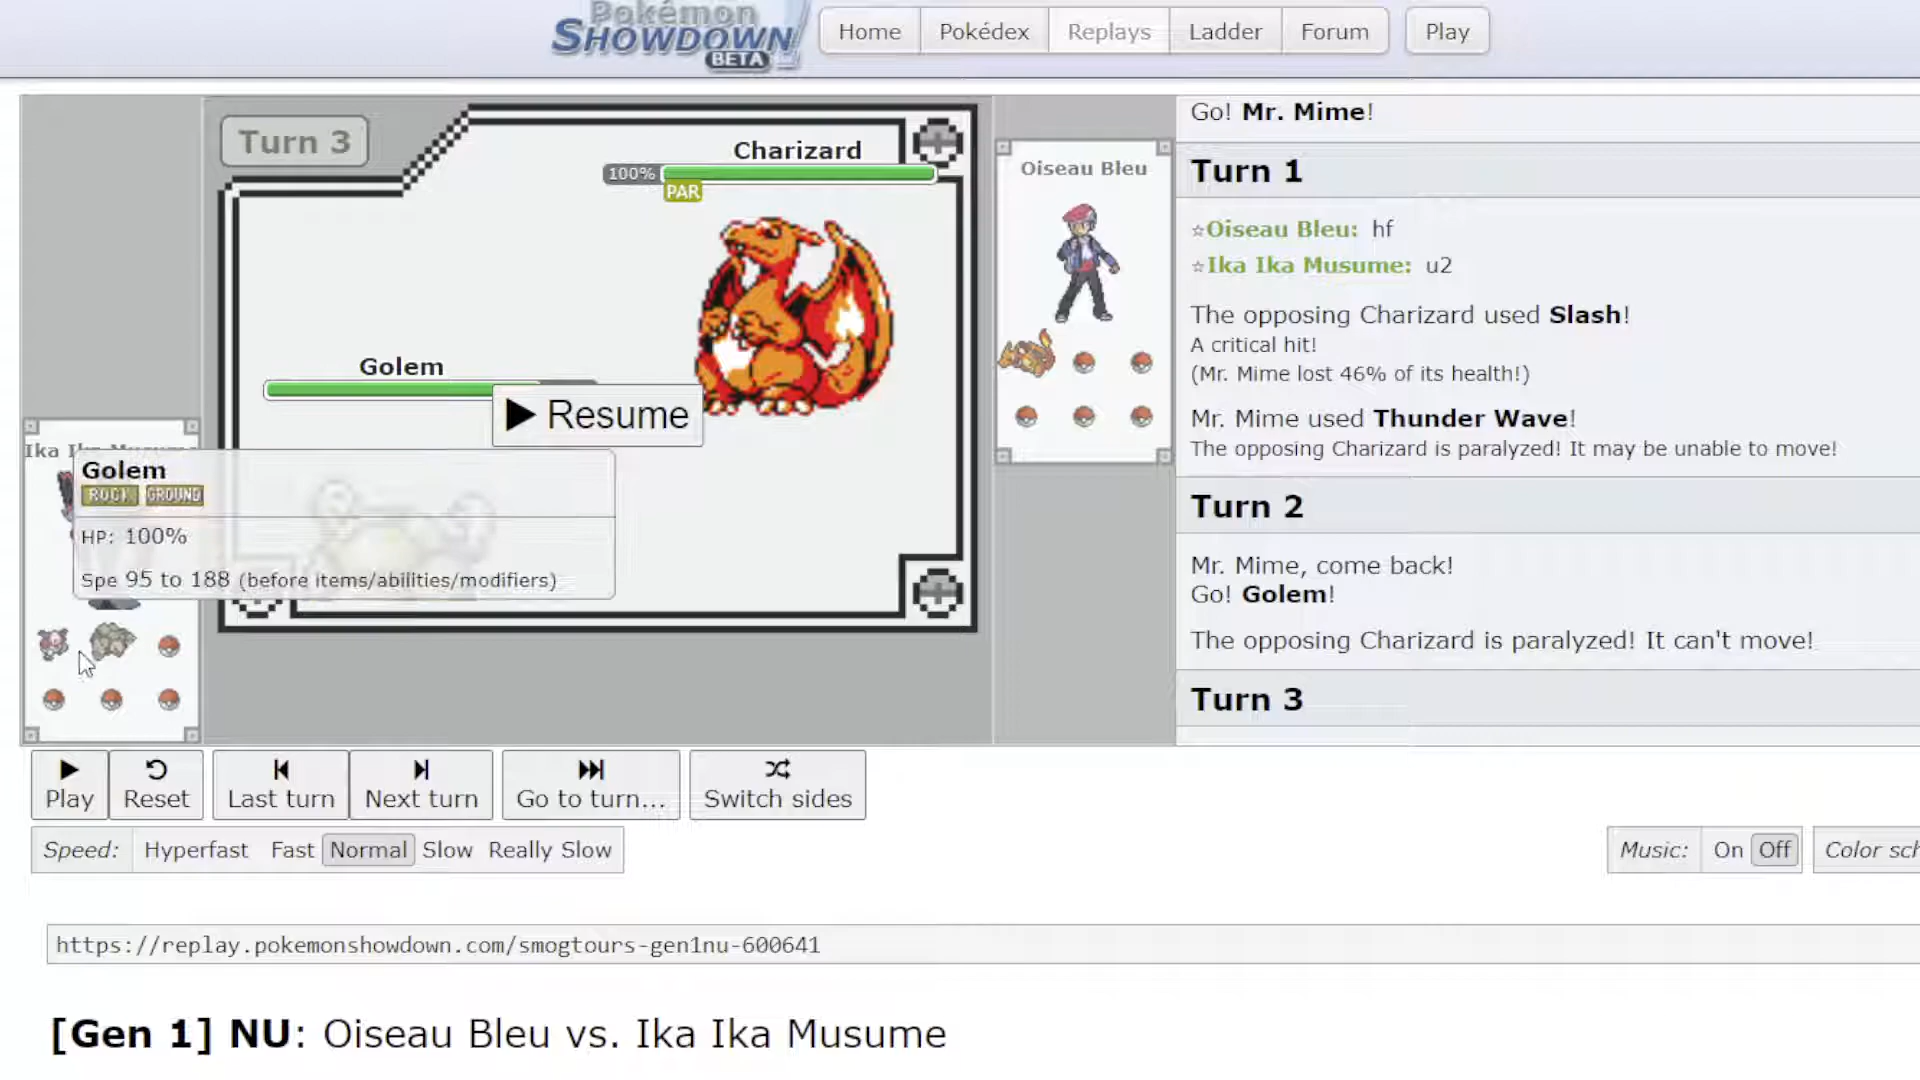 Pokémon
SHOWDOWN
BETA
Home
Pokédex
Replays
Ladder
Forum
Play
Turn 3
Charizard
100%
PAR
Golem
Resume
Oiseau Bleu
Golem
ROCK GROUND
HP: 100%
Spe 95 to 188 (before items/abilities/modifiers)
Go! Mr. Mime!
Turn 1
☆Oiseau Bleu: hf
☆Ika Ika Musume: u2
The opposing Charizard used Slash!
A critical hit!
(Mr. Mime lost 46% of its health!)
Mr. Mime used Thunder Wave!
The opposing Charizard is paralyzed! It may be unable to move!
Turn 2
Mr. Mime, come back!
Go! Golem!
The opposing Charizard is paralyzed! It can't move!
Turn 3
Play
Reset
Last turn
Next turn
Go to turn...
Switch sides
Speed: Hyperfast Fast Normal Slow Really Slow
Music: On Off
Color sch
https://replay.pokemonshowdown.com/smogtours-gen1nu-600641
[Gen 1] NU: Oiseau Bleu vs. Ika Ika Musume